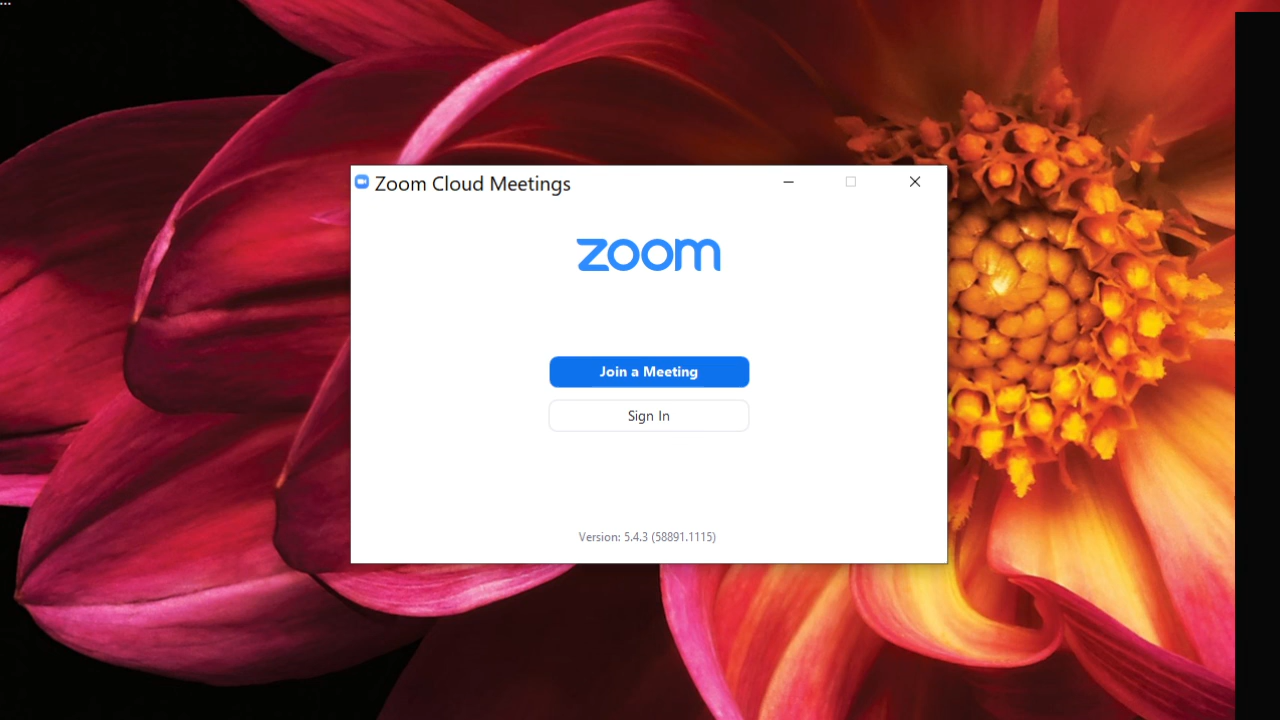 Zoom Cloud Meetings
zoom
Join a Meeting
Sign In
Version: 5.4.3 (58891.1115)